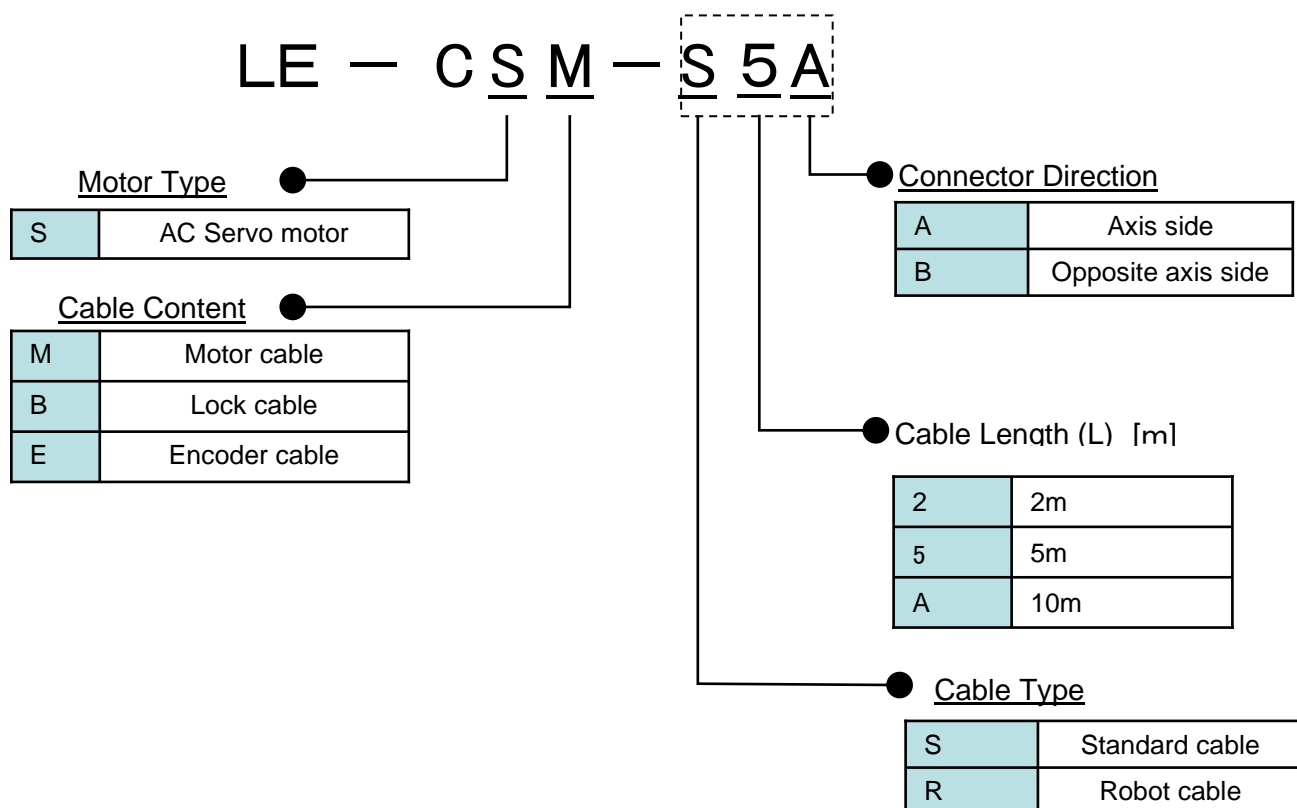 LE － CSM－S5A
Motor Type
S AC Servo motor
Cable Content
M Motor cable
B Lock cable
E Encoder cable
Connector Direction
A Axis side
B Opposite axis side
Cable Length (L) [m]
2 2m
5 5m
A 10m
Cable Type
S Standard cable
R Robot cable